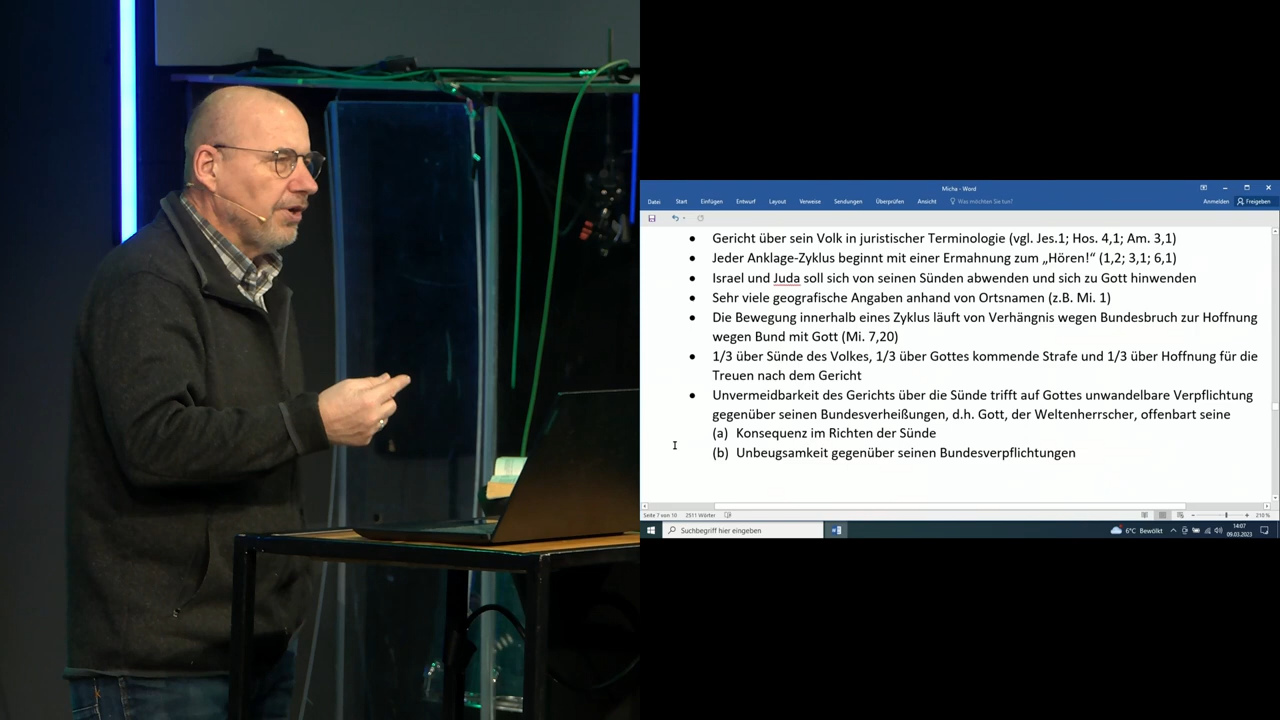 Micha - Word
Datei Start Einfügen Entwurf Layout Verweise Sendungen Überprüfen Ansicht Was möchten Sie tun? Anmelden Freigeben
• Gericht über sein Volk in juristischer Terminologie (vgl. Jes.1; Hos. 4,1; Am. 3,1)
• Jeder Anklage-Zyklus beginnt mit einer Ermahnung zum „Hören!“ (1,2; 3,1; 6,1)
• Israel und Juda soll sich von seinen Sünden abwenden und sich zu Gott hinwenden
• Sehr viele geografische Angaben anhand von Ortsnamen (z.B. Mi. 1)
• Die Bewegung innerhalb eines Zyklus läuft von Verhängnis wegen Bundesbruch zur Hoffnung
wegen Bund mit Gott (Mi. 7,20)
• 1/3 über Sünde des Volkes, 1/3 über Gottes kommende Strafe und 1/3 über Hoffnung für die
Treuen nach dem Gericht
• Unvermeidbarkeit des Gerichts über die Sünde trifft auf Gottes unwandelbare Verpflichtung
gegenüber seinen Bundesverheißungen, d.h. Gott, der Weltenherrscher, offenbart seine
(a) Konsequenz im Richten der Sünde
(b) Unbeugsamkeit gegenüber seinen Bundesverpflichtungen
Seite 7 von 10 2511 Wörter 210 %
Suchbegriff hier eingeben 6°C Bewölkt 14:07
09.03.2023